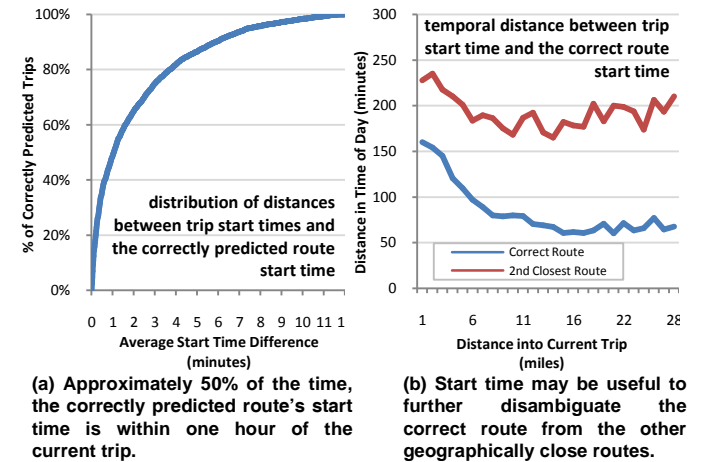 100%
80%
60%
40%
20%
0%
% of Correctly Predicted Trips
distribution of distances
between trip start times and
the correctly predicted route
start time
0 1 2 3 4 5 6 7 8 9 10 11 1
Average Start Time Difference
(minutes)
(a) Approximately 50% of the time,
the correctly predicted route's start
time is within one hour of the
current trip.
300
250
200
150
100
50
0
Distance in Time of Day (minutes)
temporal distance between trip
start time and the correct route
start time
Correct Route
2nd Closest Route
1 6 11 16 22 28
Distance into Current Trip
(miles)
(b) Start time may be useful to
further disambiguate the
correct route from the other
geographically close routes.